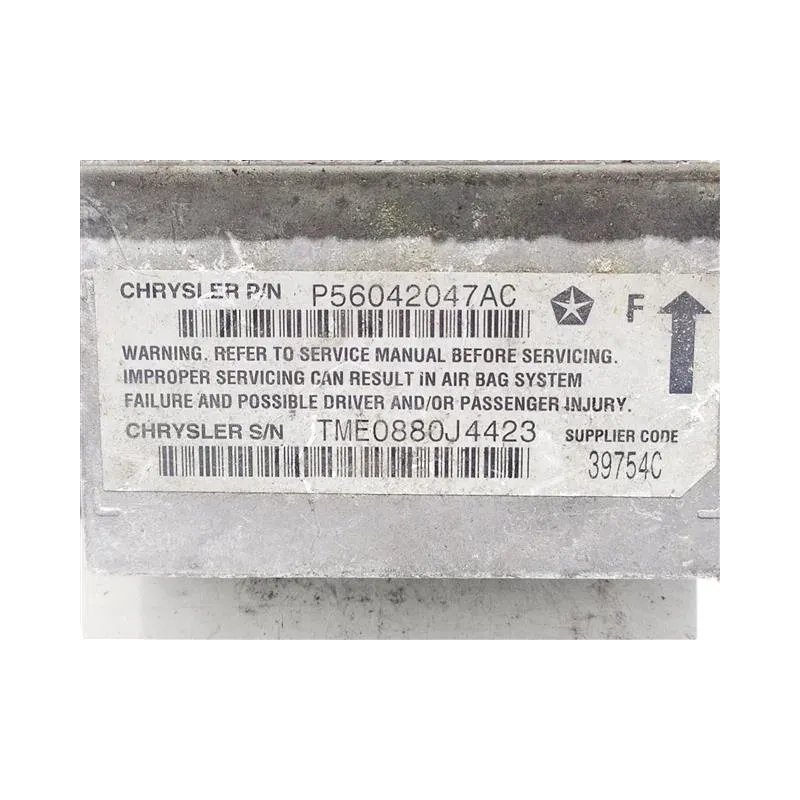 CHRYSLER P/N P56042047AC F
WARNING. REFER TO SERVICE MANUAL BEFORE SERVICING.
IMPROPER SERVICING CAN RESULT IN AIR BAG SYSTEM
FAILURE AND POSSIBLE DRIVER AND/OR PASSENGER INJURY.
CHRYSLER S/N TME0880J4423 SUPPLIER CODE
39754C